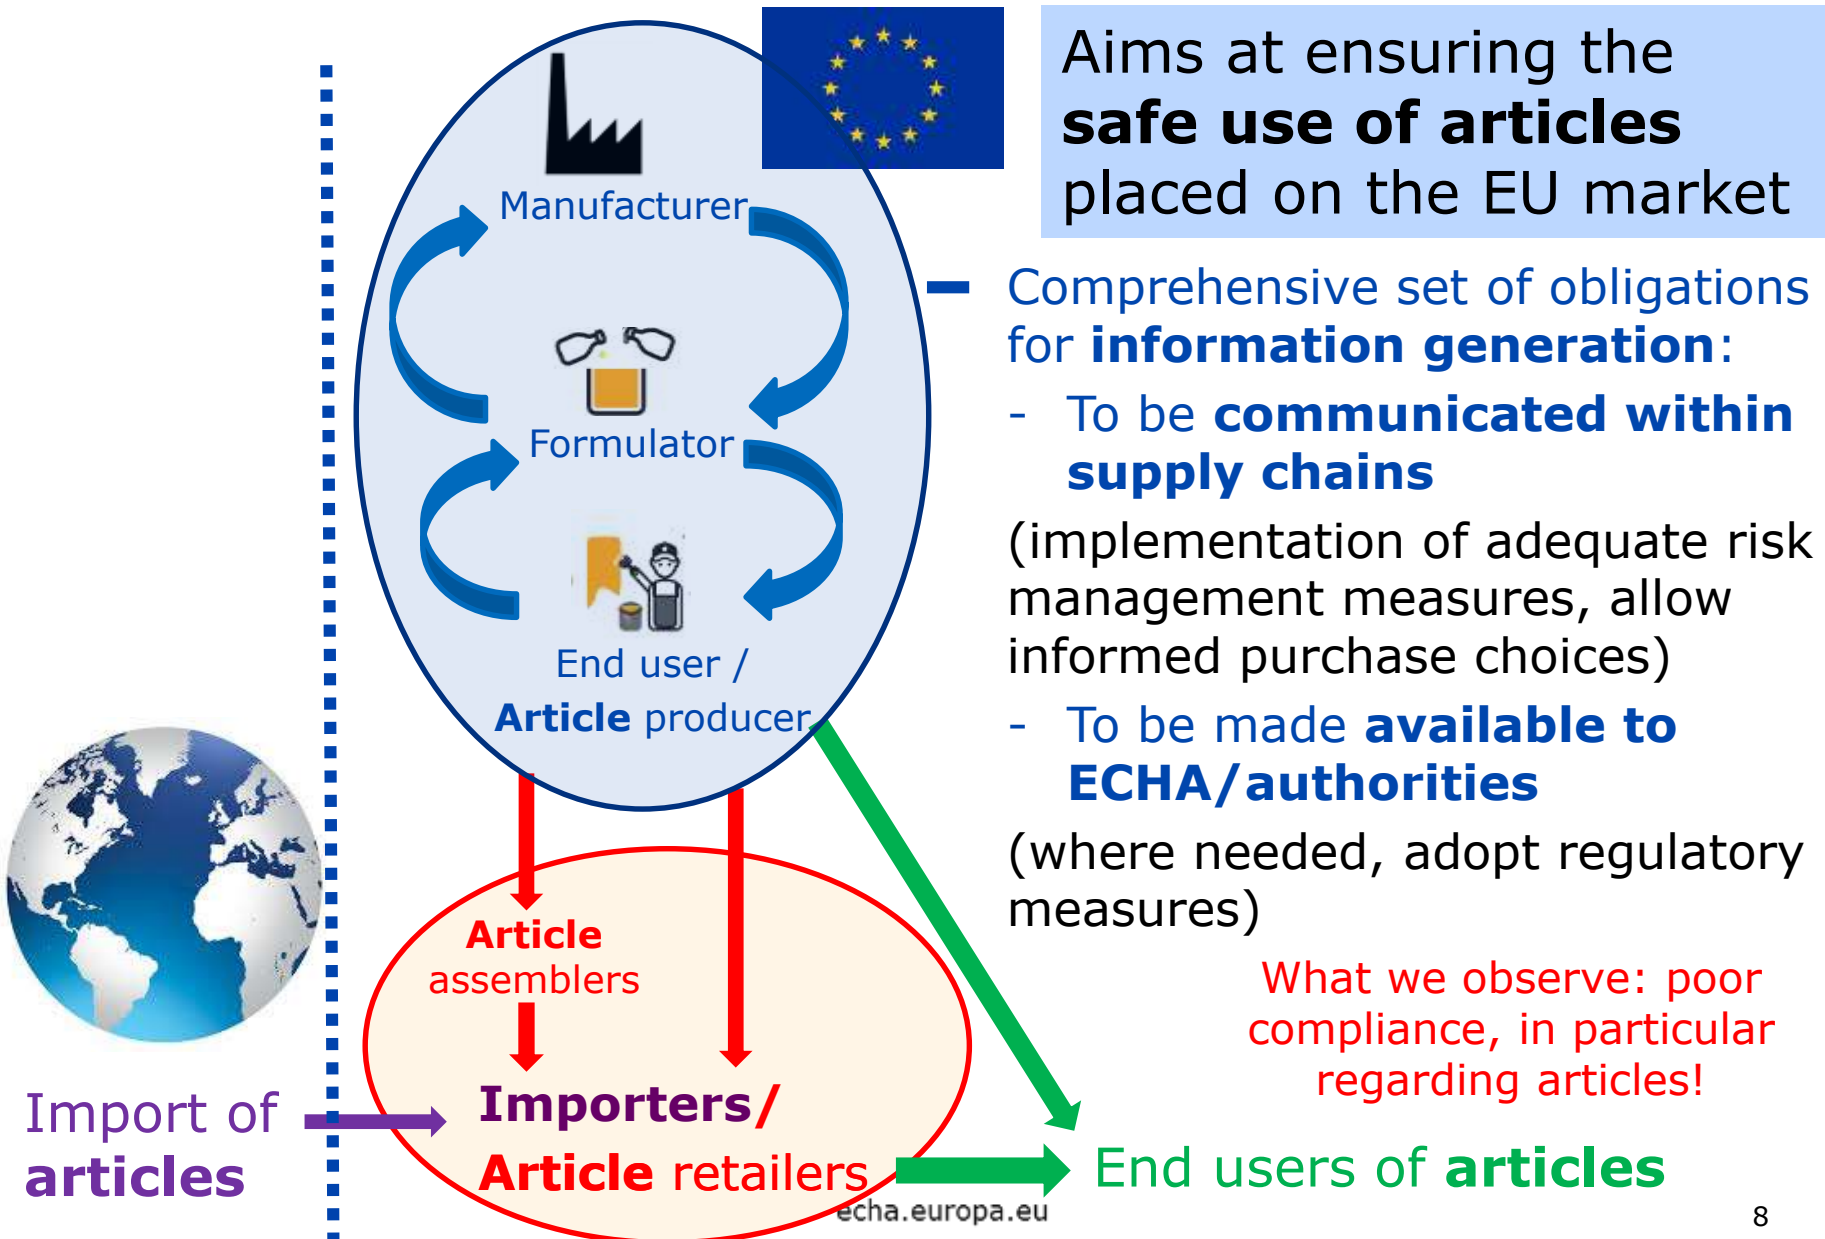 Aims at ensuring the
safe use of articles
placed on the EU market
Manufacturer
Formulator
End user /
Article producer
Comprehensive set of obligations
for information generation:
- To be communicated within
supply chains
(implementation of adequate risk
management measures, allow
informed purchase choices)
- To be made available to
ECHA/authorities
(where needed, adopt regulatory
measures)
What we observe: poor
compliance, in particular
regarding articles!
Article
assemblers
Import of
articles
Importers/
Article retailers
End users of articles
echa.europa.eu
8